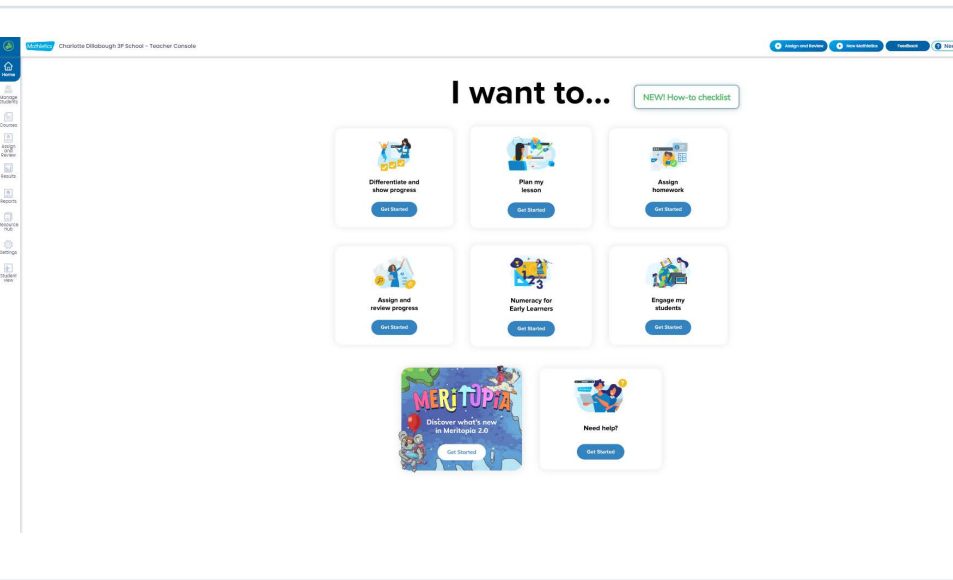 Mathletics
Charlotte Dillabough 3P School - Teacher Console
Assign and Review
New Mathletics
Feedback
Home
Manage
Students
Courses
Assign
and
Review
Results
Reports
Resource
Hub
Settings
Student
View
I want to...
NEW! How-to checklist
Differentiate and
show progress
Get Started
Plan my
lesson
Get Started
Assign
homework
Get Started
Assign and
review progress
Get Started
123
Numeracy for
Early Learners
Get Started
Engage my
students
Get Started
MERITOPIA
Discover what's new
in Meritopia 2.0
Get Started
Need help?
Get Started